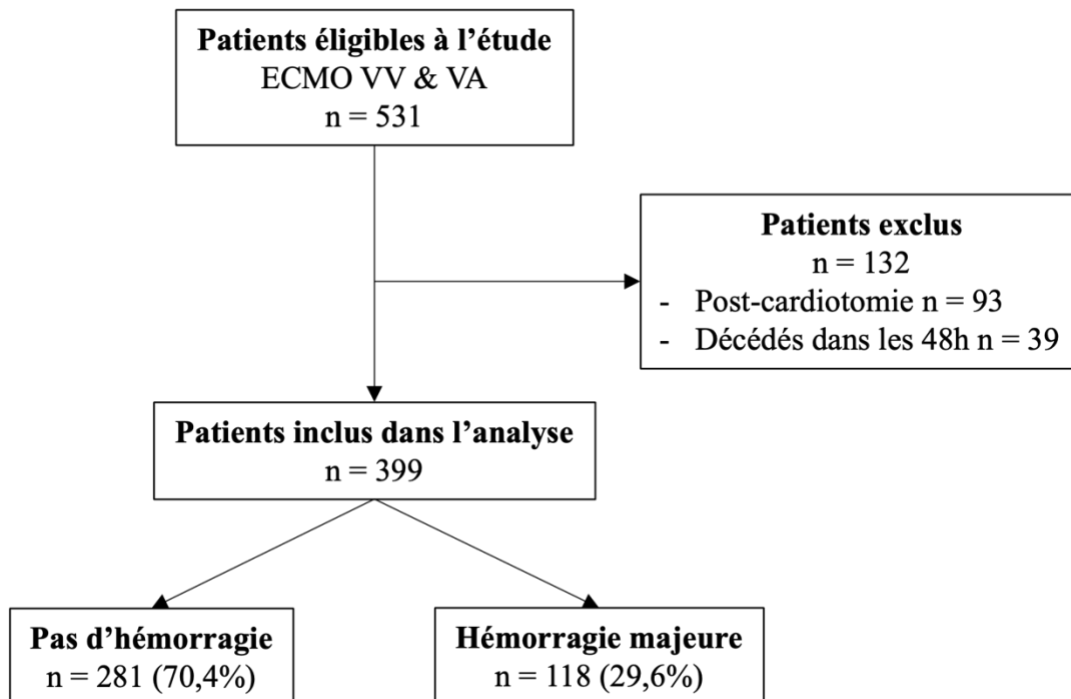 Patients éligibles à l’étude
ECMO VV & VA
n = 531
Patients exclus
n = 132
- Post-cardiotomie n = 93
- Décédés dans les 48h n = 39
Patients inclus dans l’analyse
n = 399
Pas d’hémorragie
n = 281 (70,4%)
Hémorragie majeure
n = 118 (29,6%)